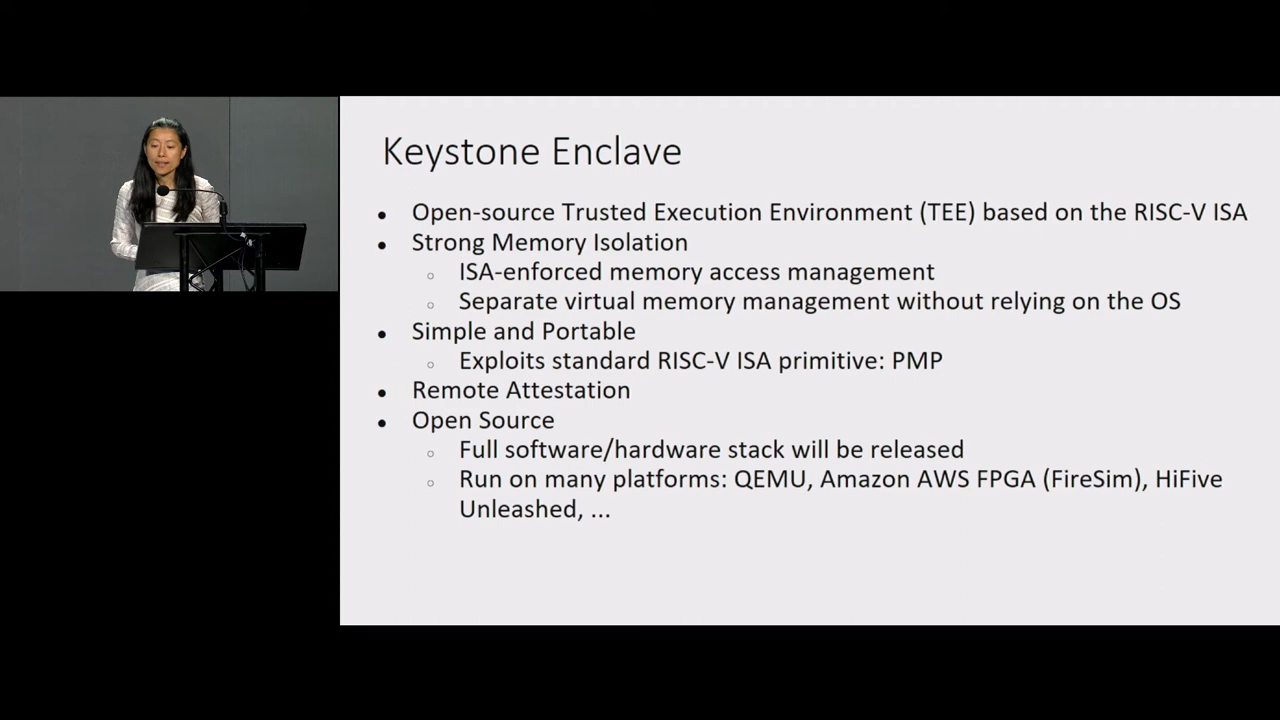 Keystone Enclave
● Open-source Trusted Execution Environment (TEE) based on the RISC-V ISA
● Strong Memory Isolation
○ ISA-enforced memory access management
○ Separate virtual memory management without relying on the OS
● Simple and Portable
○ Exploits standard RISC-V ISA primitive: PMP
● Remote Attestation
● Open Source
○ Full software/hardware stack will be released
○ Run on many platforms: QEMU, Amazon AWS FPGA (FireSim), HiFive
Unleashed, ...